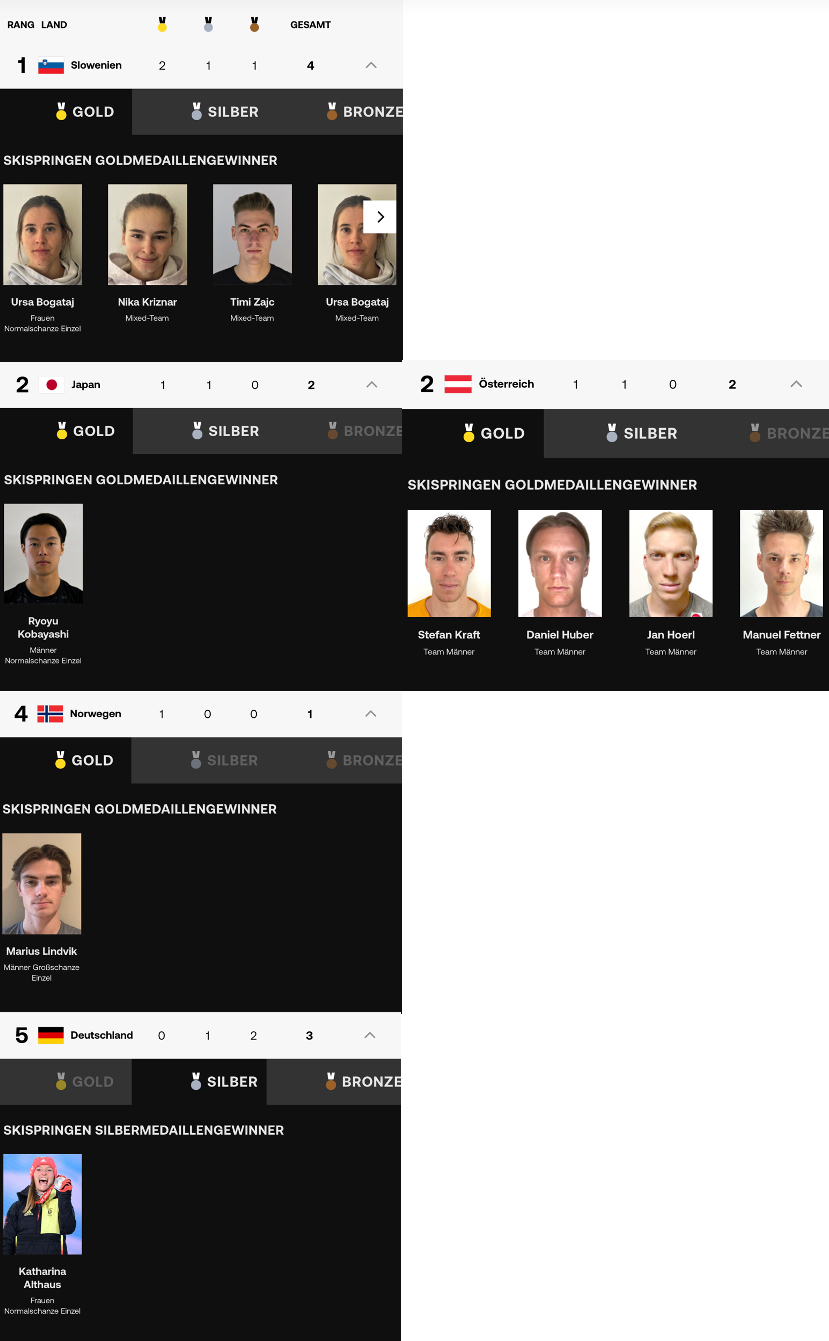 RANG LAND GESAMT
1 Slowenien 2 1 1 4
GOLD SILBER BRONZE
SKISPRINGEN GOLDMEDAILLENGEWINNER
Ursa Bogataj Nika Kriznar Timi Zajc Ursa Bogataj
Frauen Mixed-Team Mixed-Team Mixed-Team
Normalschanze Einzel
2 Japan 1 1 0 2
GOLD SILBER BRONZE
SKISPRINGEN GOLDMEDAILLENGEWINNER
Ryoyu
Kobayashi
Männer
Normalschanze Einzel
2 Österreich 1 1 0 2
GOLD SILBER BRONZE
SKISPRINGEN GOLDMEDAILLENGEWINNER
Stefan Kraft Daniel Huber Jan Hoerl Manuel Fettner
Team Männer Team Männer Team Männer Team Männer
4 Norwegen 1 0 0 1
GOLD SILBER BRONZE
SKISPRINGEN GOLDMEDAILLENGEWINNER
Marius Lindvik
Männer Großschanze
Einzel
5 Deutschland 0 1 2 3
GOLD SILBER BRONZE
SKISPRINGEN SILBERMEDAILLENGEWINNER
Katharina
Althaus
Frauen
Normalschanze Einzel